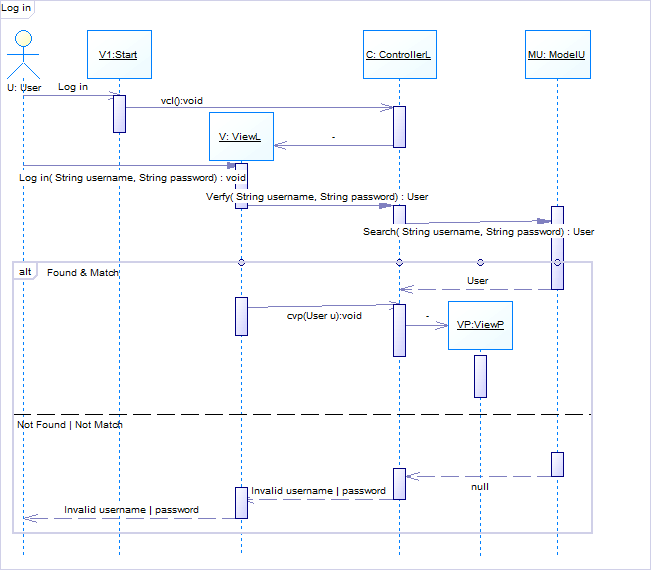 Log in
V1:Start
C: ControllerL
MU: ModelU
U: User
Log in
vcl():void
V: ViewL
-
Log in( String username, String password) : void
Verfy( String username, String password) : User
Search( String username, String password) : User
alt
Found & Match
User
cvp(User u):void
-
VP:ViewP
Not Found | Not Match
null
Invalid username | password
Invalid username | password